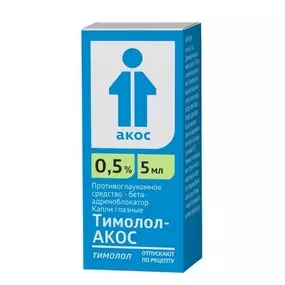 акос
0,5% 5 мл
Противоглаукомное
средство - бета-
адреноблокатор
Капли глазные
Тимолол-
АКОС
ТИМОЛОЛ
ОТПУСКАЮТ
ПО РЕЦЕПТУ